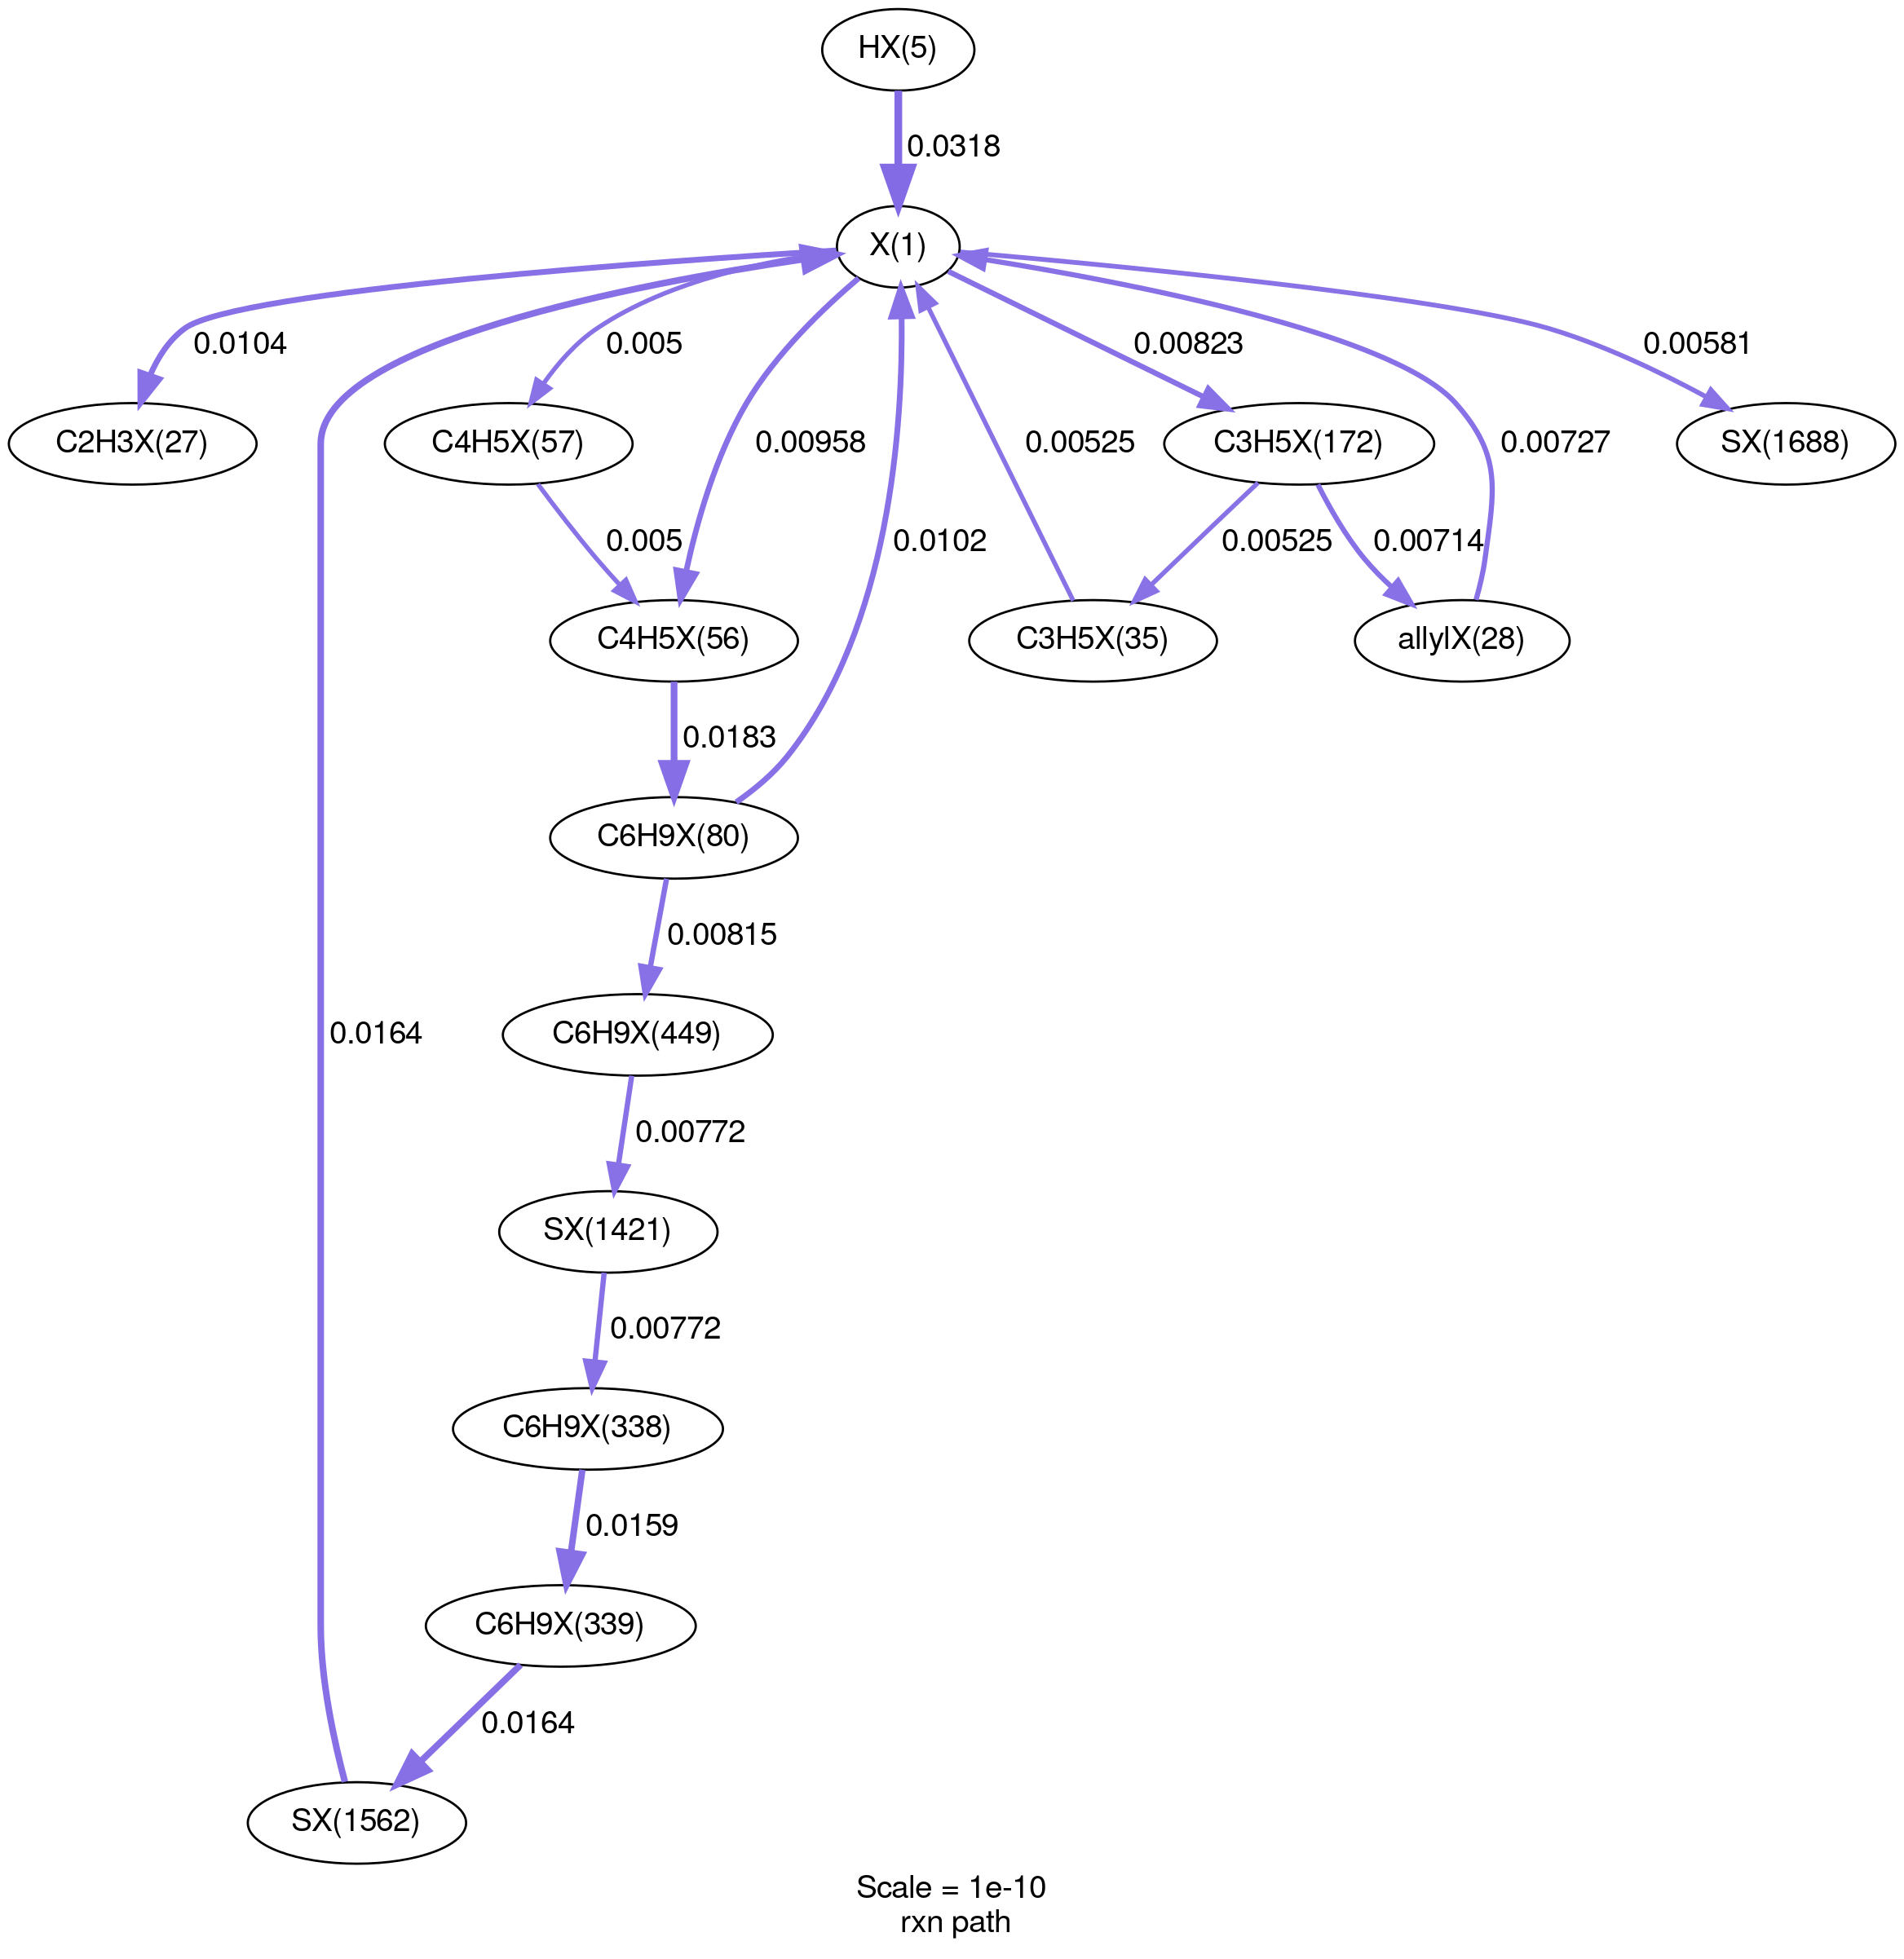 HX(5)
0.0318
X(1)
0.0104
0.005
0.00958
0.00525
0.00823
0.00727
0.00581
C2H3X(27)
C4H5X(57)
C3H5X(172)
SX(1688)
0.005
0.0102
0.00525
0.00714
C4H5X(56)
C3H5X(35)
allylX(28)
0.0183
C6H9X(80)
0.00815
0.0164
C6H9X(449)
0.00772
SX(1421)
0.00772
C6H9X(338)
0.0159
C6H9X(339)
0.0164
SX(1562)
Scale = 1e-10
rxn path